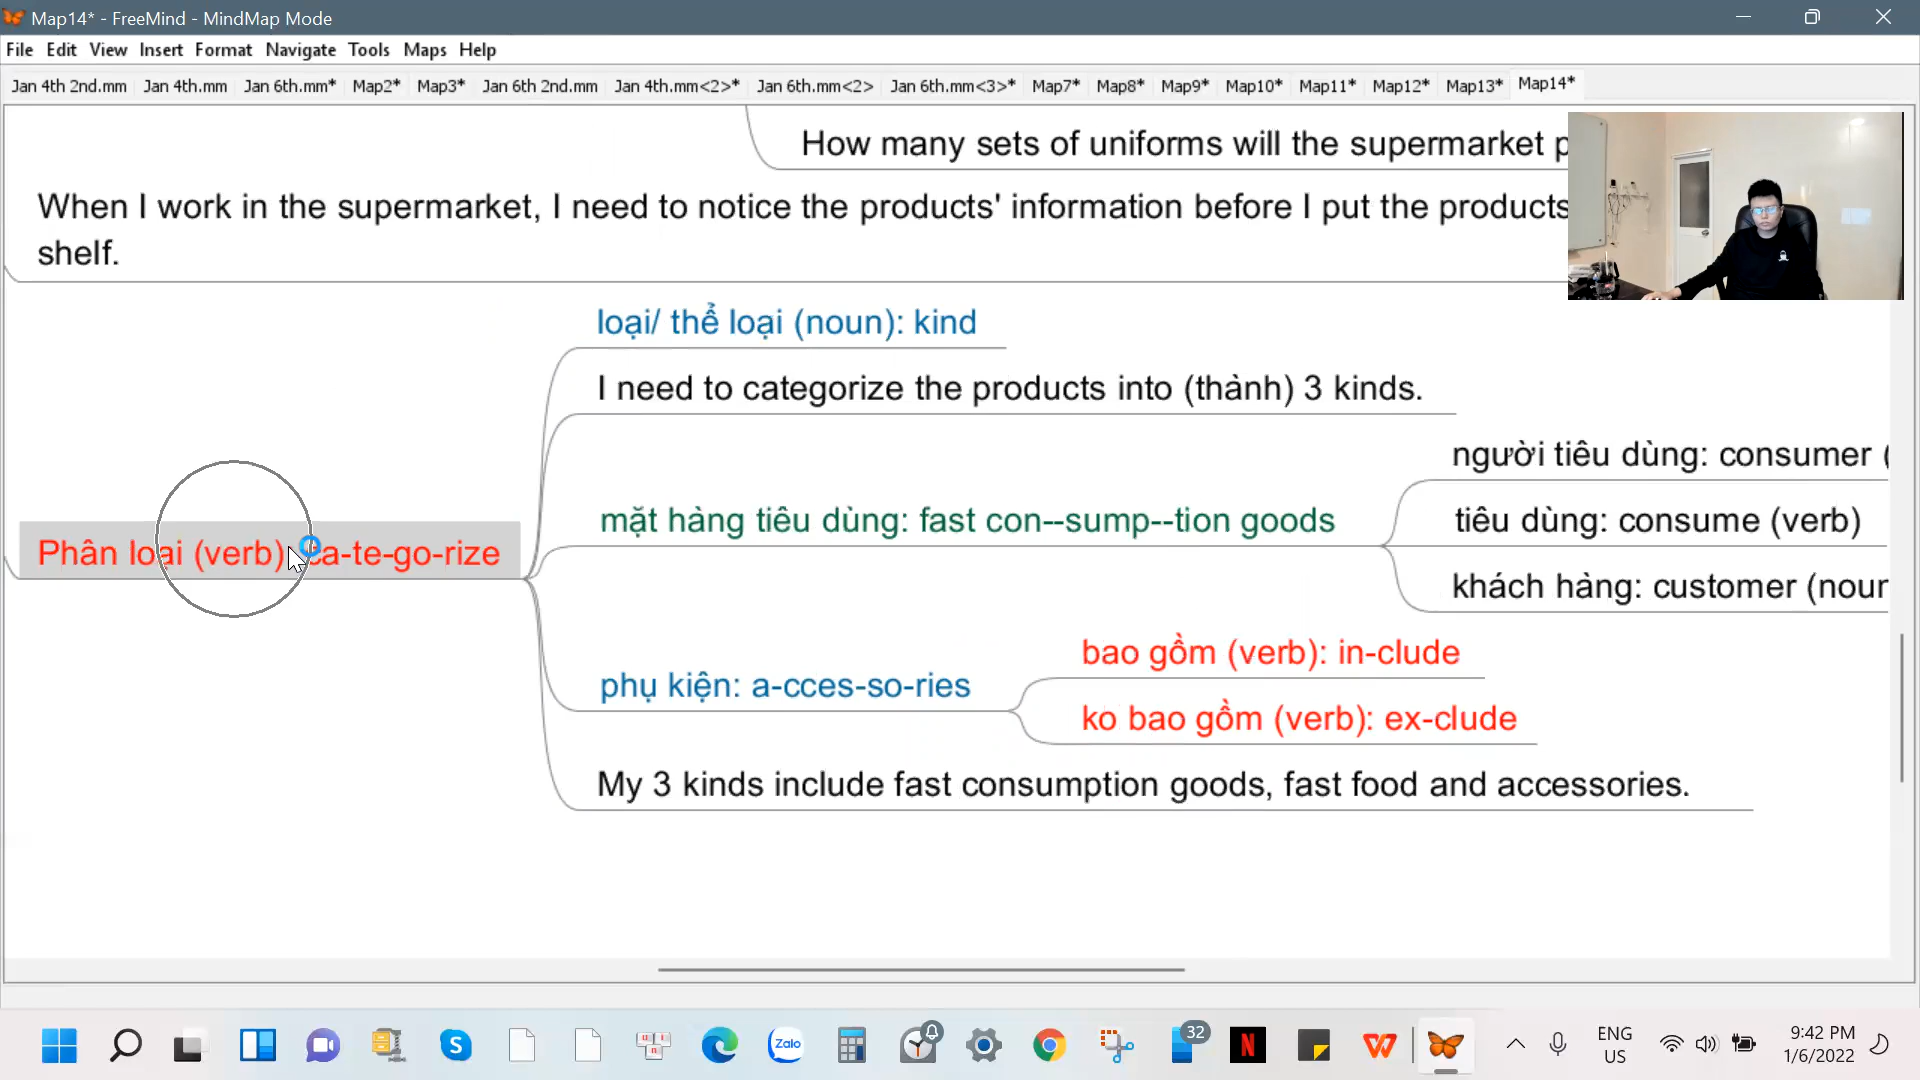 Map14* - FreeMind - MindMap Mode
File Edit View Insert Format Navigate Tools Maps Help
Jan 4th 2nd.mm Jan 4th.mm Jan 6th.mm* Map2* Map3* Jan 6th 2nd.mm Jan 4th.mm<2>* Jan 6th.mm<2> Jan 6th.mm<3>* Map7* Map8* Map9* Map10* Map11* Map12* Map13* Map14*
How many sets of uniforms will the supermarket
When I work in the supermarket, I need to notice the products' information before I put the products
shelf.
loại/ thể loại (noun): kind
I need to categorize the products into (thành) 3 kinds.
người tiêu dùng: consumer (
mặt hàng tiêu dùng: fast con--sump--tion goods
tiêu dùng: consume (verb)
Phân loại (verb) ca-te-go-rize
khách hàng: customer (noun
bao gồm (verb): in-clude
phụ kiện: a-cces-so-ries
ko bao gồm (verb): ex-clude
My 3 kinds include fast consumption goods, fast food and accessories.
Zalo
32
N
ENG
US
9:42 PM
1/6/2022